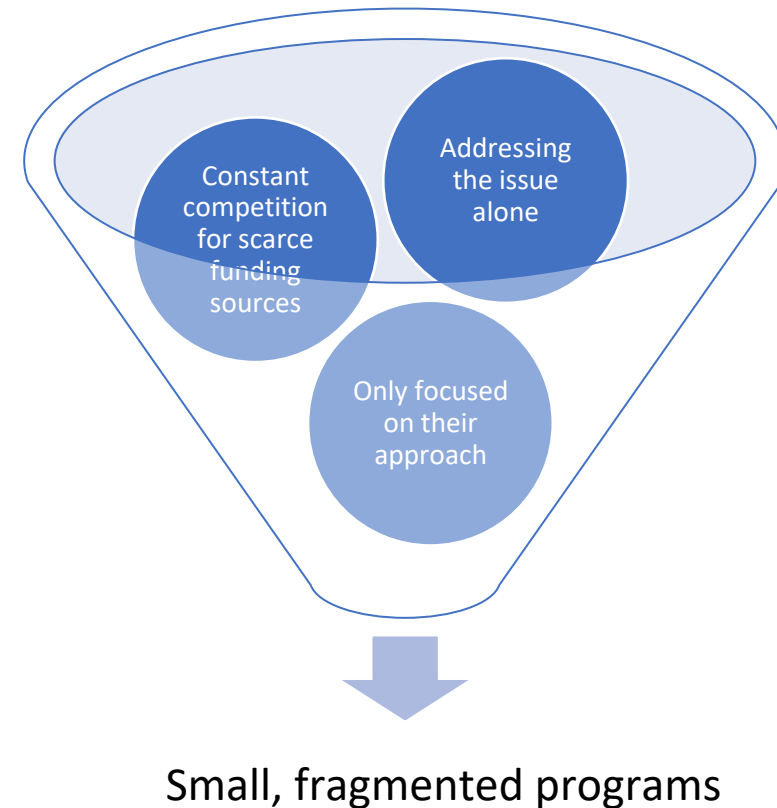 Constant
competition
for scarce
funding
sources
Addressing
the issue
alone
Only focused
on their
approach
Small, fragmented programs